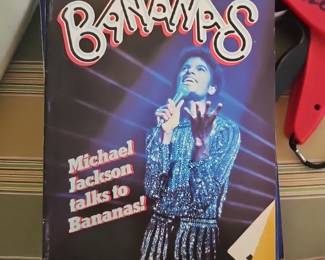 BANANAS
Michael
Jackson
talks to
Bananas!